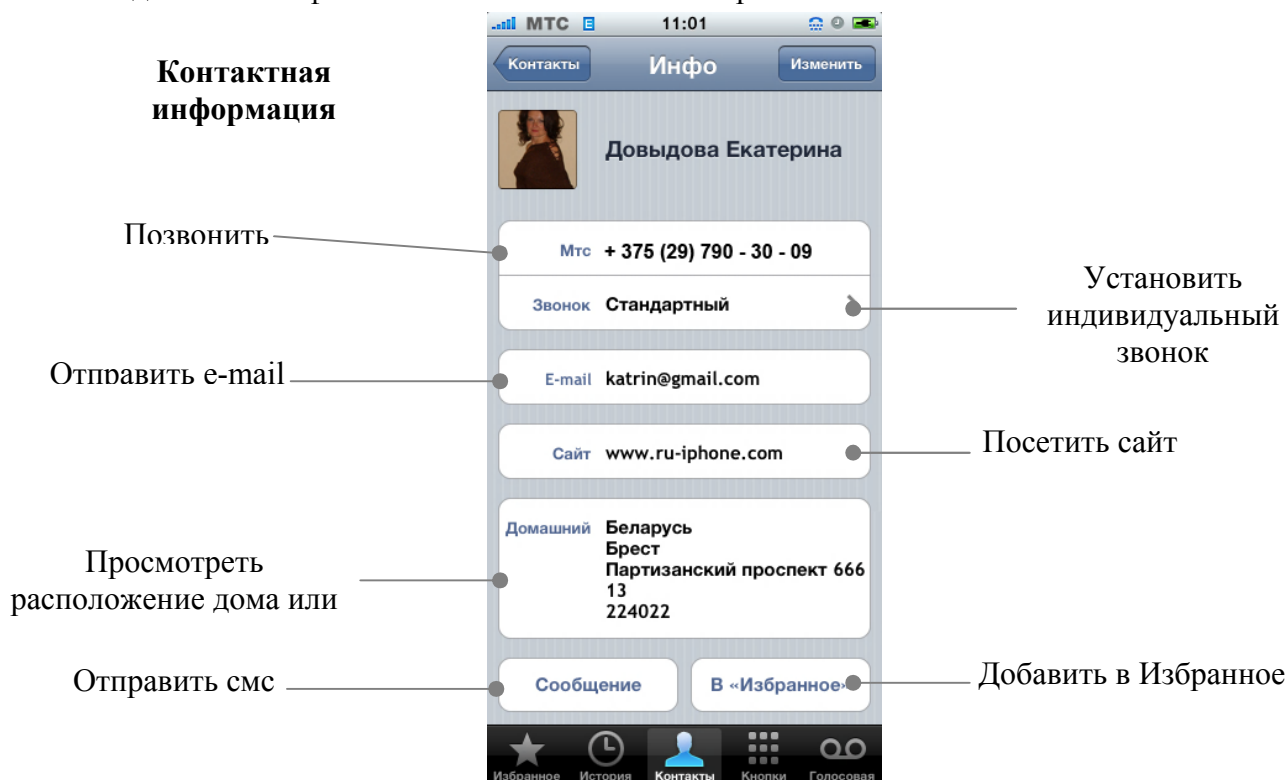 МТС E 11:01
Контакты Инфо Изменить
Контактная
информация
Довыдова Екатерина
Позвонить
Мтс + 375 (29) 790 - 30 - 09
Звонок Стандартный
Установить
индивидуальный
звонок
Отправить e-mail
E-mail katrin@gmail.com
Сайт www.ru-iphone.com
Посетить сайт
Домашний Беларусь
Брест
Партизанский проспект 666
13
224022
Просмотреть
расположение дома или
Отправить смс
Сообщение В «Избранное»
Добавить в Избранное
Избранное История Контакты Кнопки Голосовая